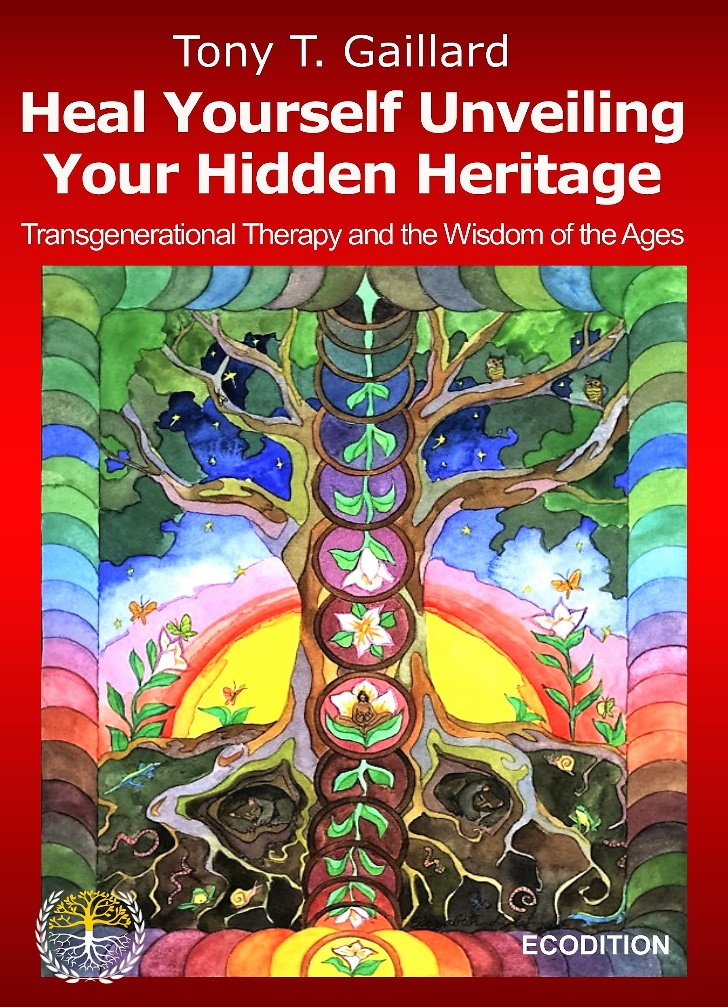 Tony T. Gaillard
Heal Yourself Unveiling
Your Hidden Heritage
Transgenerational Therapy and the Wisdom of the Ages
ECODITION